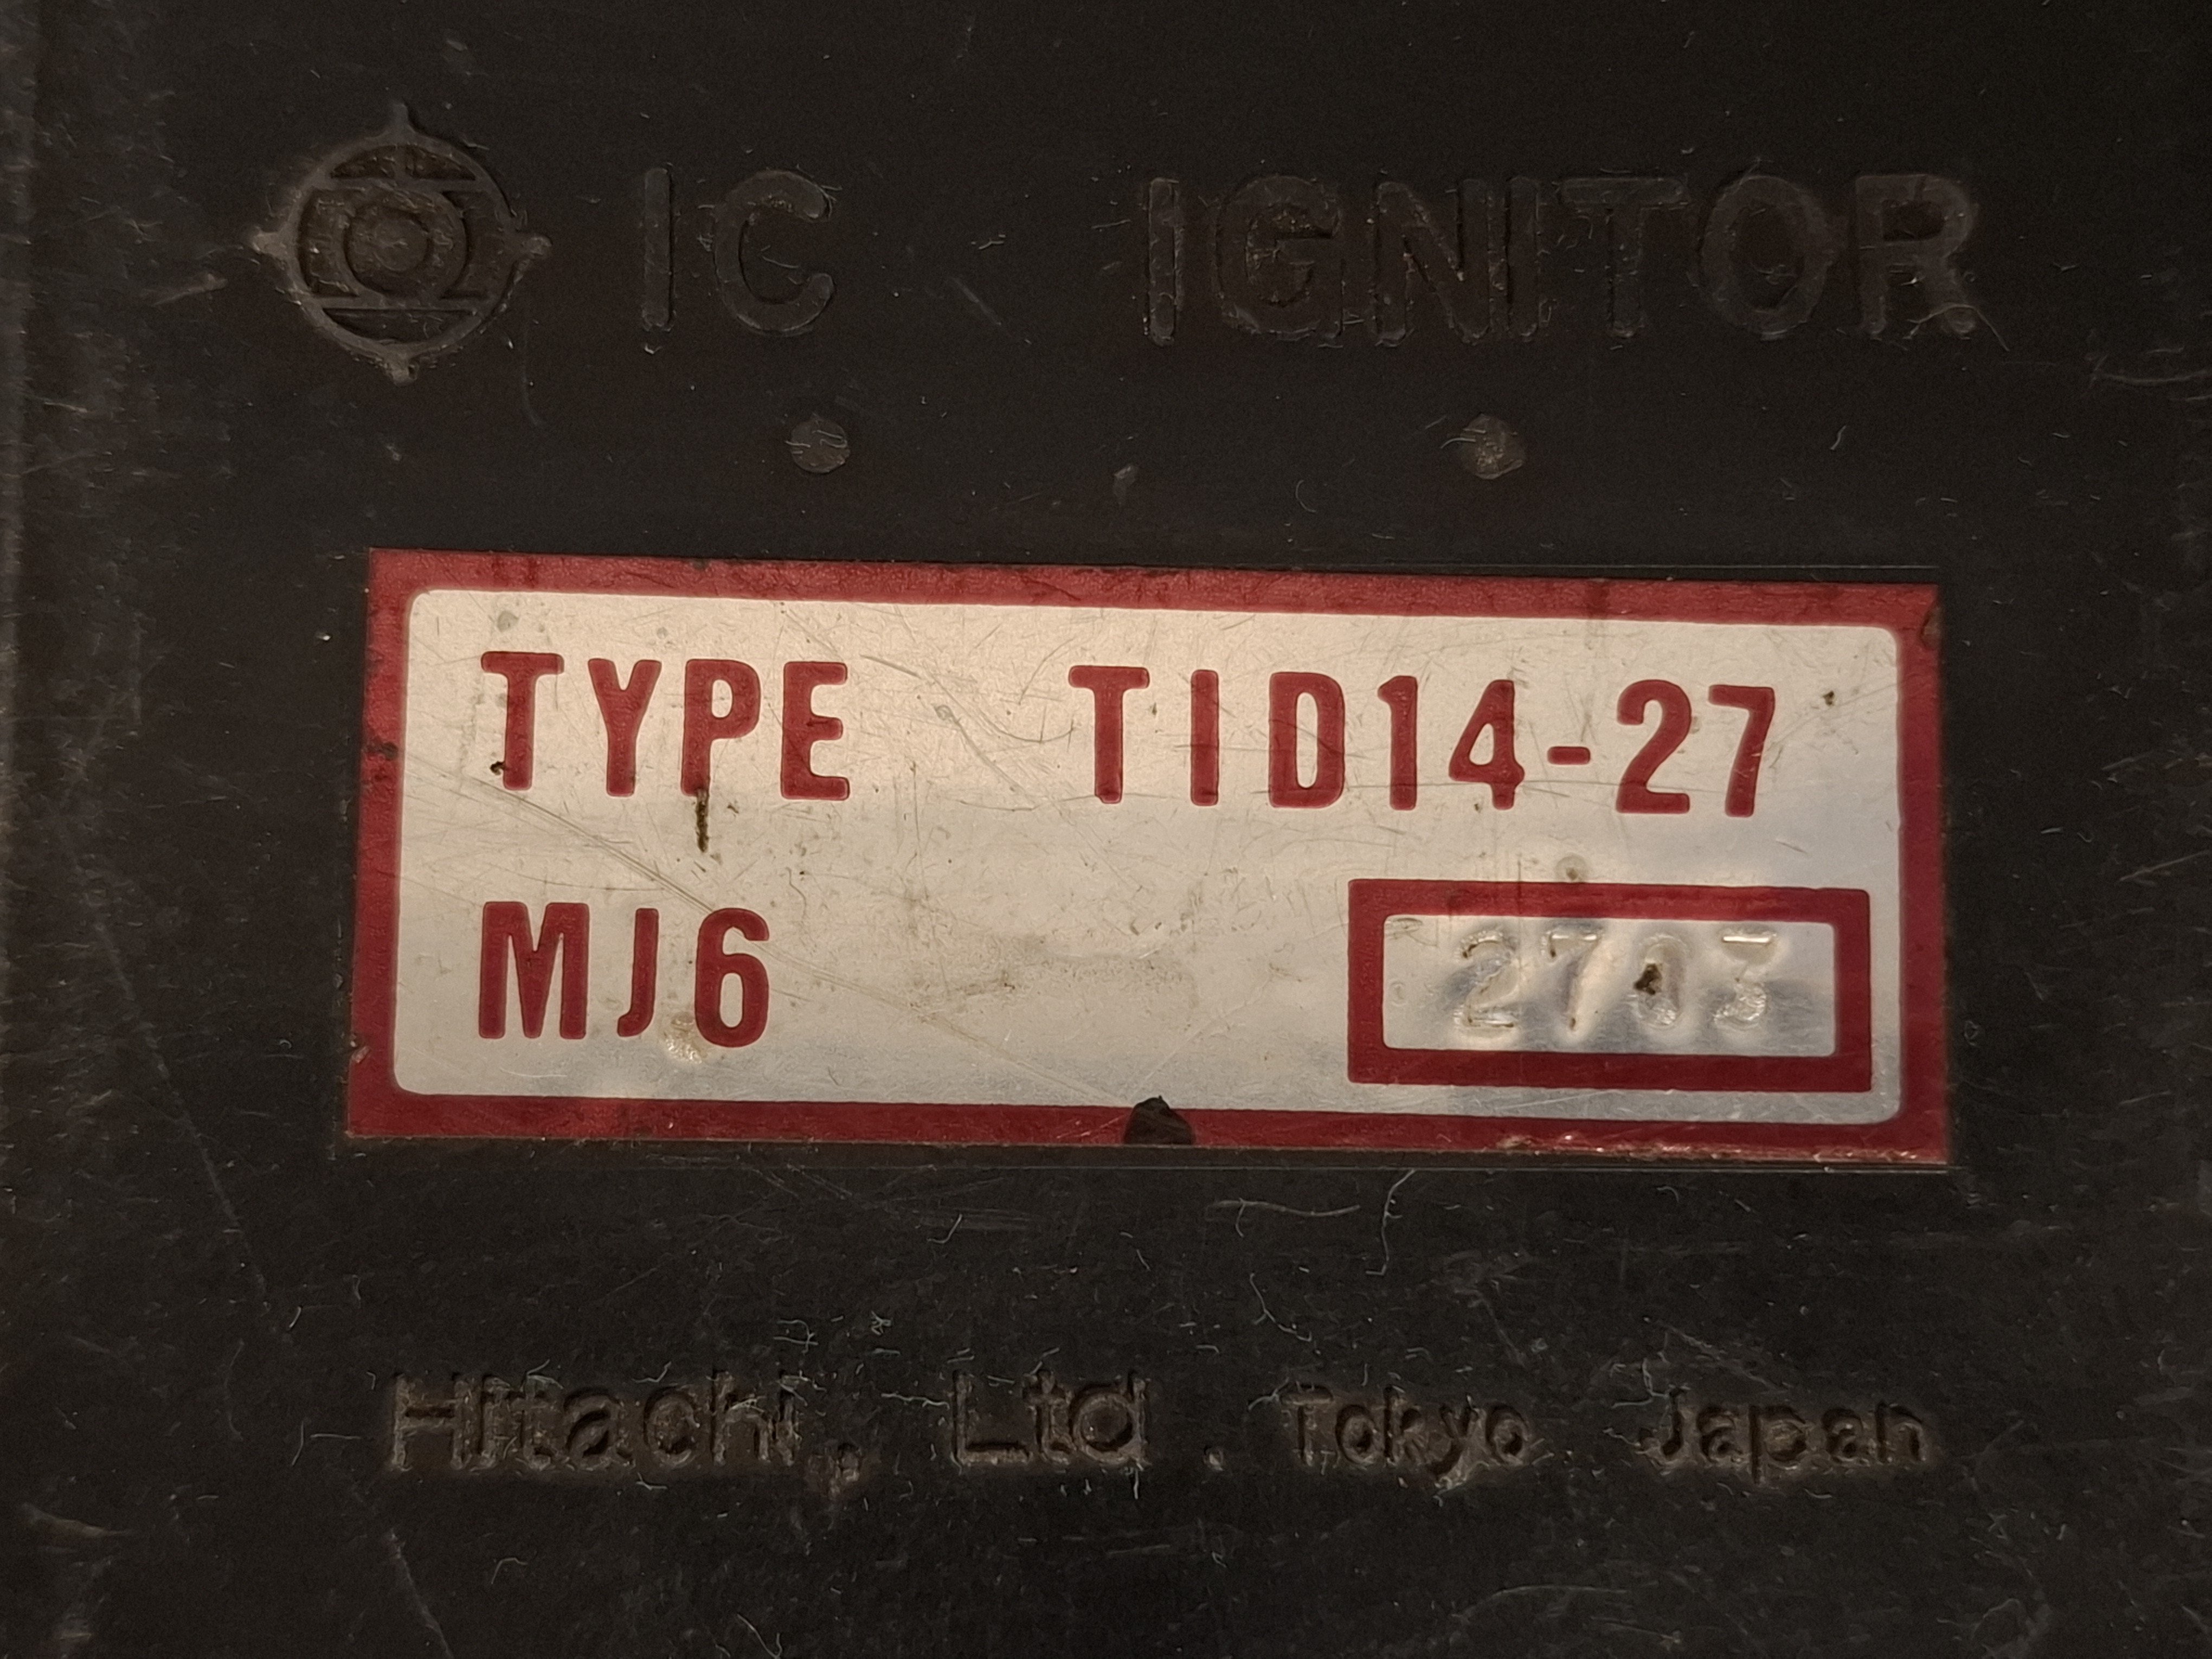 IC IGNITOR
TYPE TID14-27
MJ6
2703
Hitachi, Ltd. Tokyo Japan